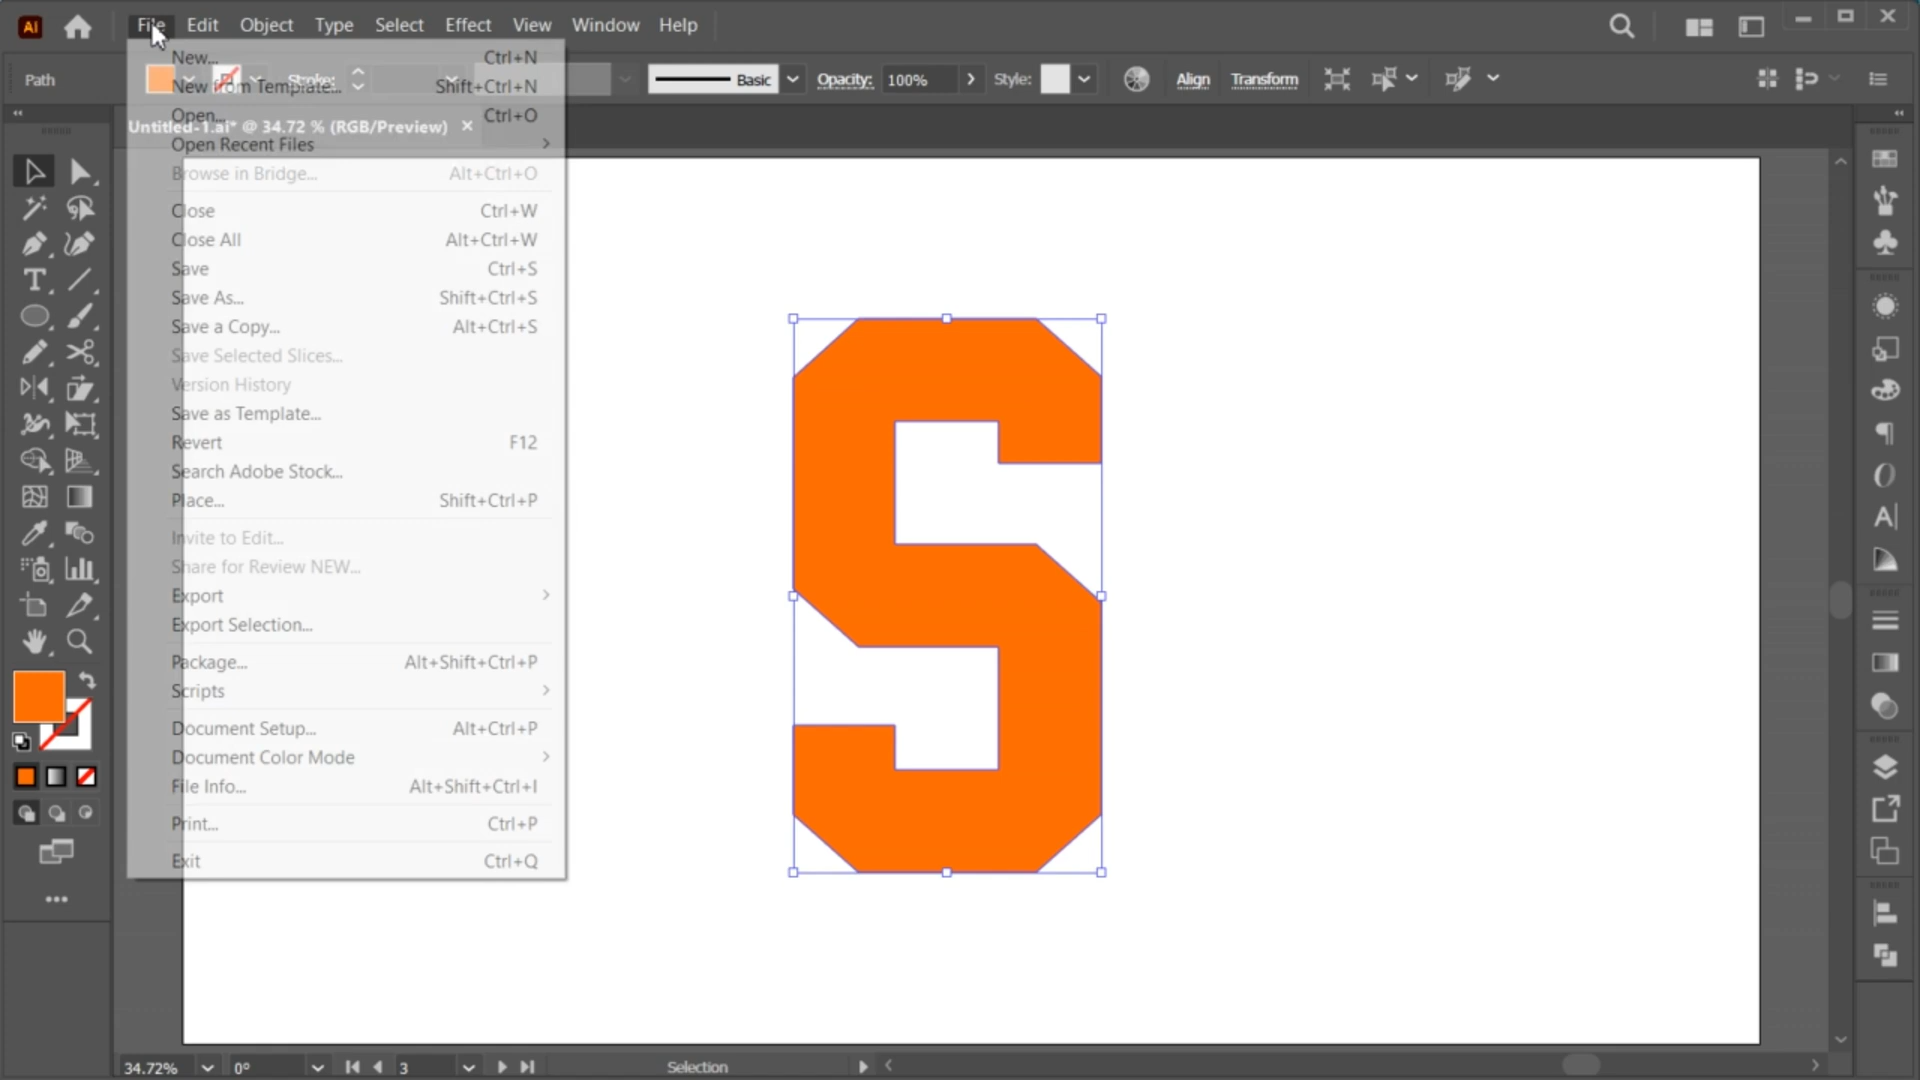 Ai File Edit Object Type Select Effect View Window Help
Path Stroke: Basic Opacity: 100% Style: Align Transform
Untitled-1.ai* @ 34.72 % (RGB/Preview) ×
New... Ctrl+N
New from Template... Shift+Ctrl+N
Open... Ctrl+O
Open Recent Files
Browse in Bridge... Alt+Ctrl+O
Close Ctrl+W
Close All Alt+Ctrl+W
Save Ctrl+S
Save As... Shift+Ctrl+S
Save a Copy... Alt+Ctrl+S
Save Selected Slices...
Version History
Save as Template...
Revert F12
Search Adobe Stock...
Place... Shift+Ctrl+P
Invite to Edit...
Share for Review NEW...
Export
Export Selection...
Package... Alt+Shift+Ctrl+P
Scripts
Document Setup... Alt+Ctrl+P
Document Color Mode
File Info... Alt+Shift+Ctrl+I
Print... Ctrl+P
Exit Ctrl+Q
S
34.72% 0° 3 Selection